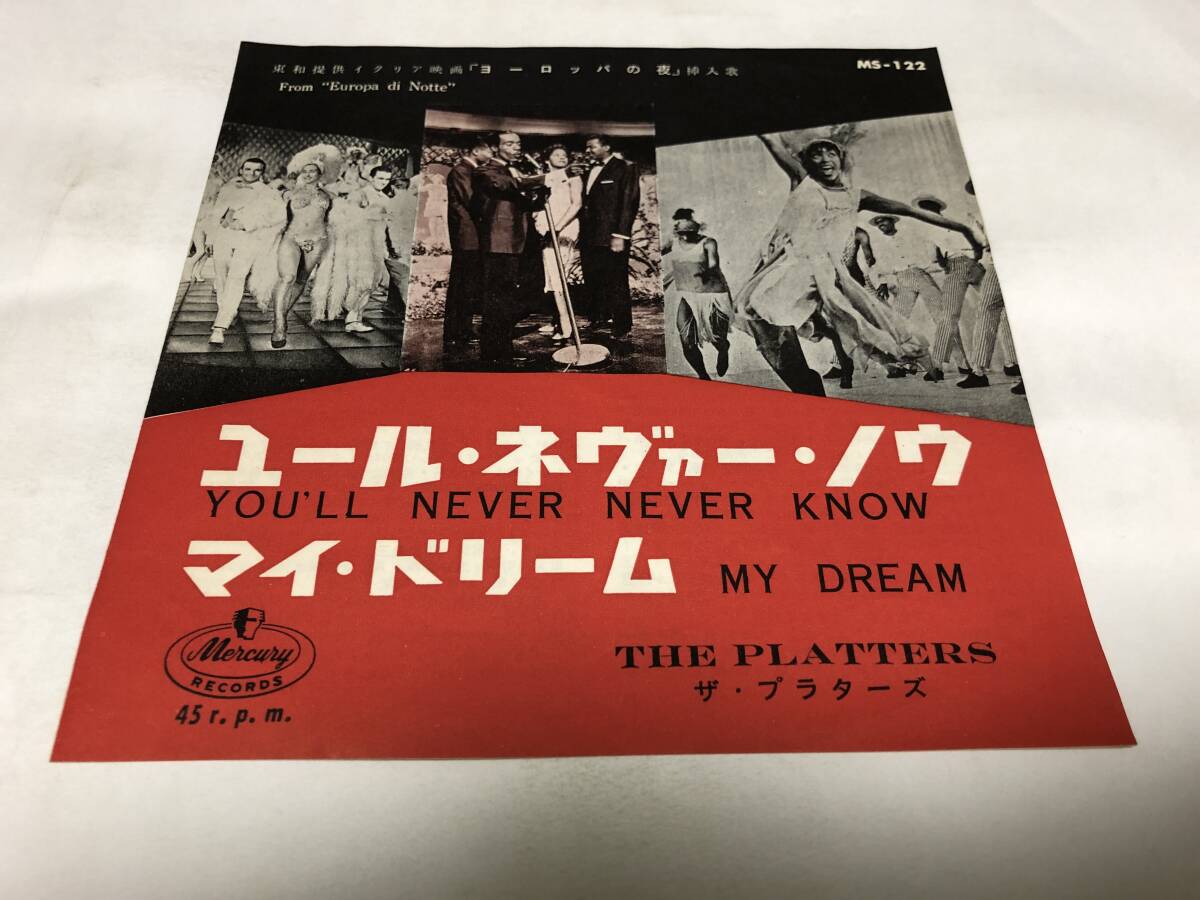 東和提供イタリア映画「ヨーロッパの夜」挿入歌
From "Europa di Notte"
MS-122
ユール・ネヴァー・ノウ
YOU'LL NEVER NEVER KNOW
マイ・ドリーム MY DREAM
Mercury
RECORDS
45 r. p. m.
THE PLATTERS
ザ・プラターズ